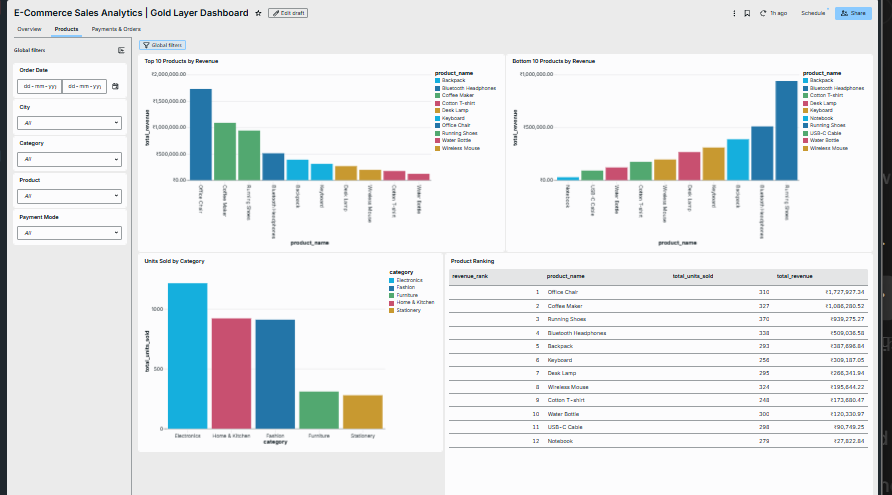 E-Commerce Sales Analytics | Gold Layer Dashboard
Edit draft
1h ago
Schedule
Share
Overview
Products
Payments & Orders
Global filters
Order Date
dd-mm-yyy
dd-mm-yyy
City
All
Category
All
Product
All
Payment Mode
All
Global filters
Top 10 Products by Revenue
total_revenue
₹2,000,000.00
₹1,500,000.00
₹1,000,000.00
₹500,000.00
₹0.00
Office Chair
Coffee Maker
Running Shoes
Bluetooth Headphones
Backpack
Keyboard
Desk Lamp
Wireless Mouse
Cotton T-shirt
Water Bottle
product_name
product_name
Backpack
Bluetooth Headphones
Coffee Maker
Cotton T-shirt
Desk Lamp
Keyboard
Office Chair
Running Shoes
Water Bottle
Wireless Mouse
Bottom 10 Products by Revenue
total_revenue
₹1,000,000.00
₹500,000.00
₹0.00
Notebook
USB-C Cable
Water Bottle
Cotton T-shirt
Wireless Mouse
Desk Lamp
Keyboard
Backpack
Bluetooth Headphones
Running Shoes
product_name
product_name
Backpack
Bluetooth Headphones
Cotton T-shirt
Desk Lamp
Keyboard
Notebook
Running Shoes
USB-C Cable
Water Bottle
Wireless Mouse
Units Sold by Category
total_units_sold
1000
500
0
Electronics
Home & Kitchen
Fashion
Furniture
Stationery
category
category
Electronics
Fashion
Furniture
Home & Kitchen
Stationery
Product Ranking
revenue_rank product_name total_units_sold total_revenue
1 Office Chair 310 ₹1,727,927.34
2 Coffee Maker 327 ₹1,086,280.52
3 Running Shoes 370 ₹939,275.27
4 Bluetooth Headphones 338 ₹509,036.58
5 Backpack 293 ₹387,696.84
6 Keyboard 256 ₹309,187.05
7 Desk Lamp 295 ₹266,341.94
8 Wireless Mouse 324 ₹195,644.22
9 Cotton T-shirt 248 ₹173,680.47
10 Water Bottle 300 ₹120,330.97
11 USB-C Cable 298 ₹90,749.25
12 Notebook 279 ₹27,822.84